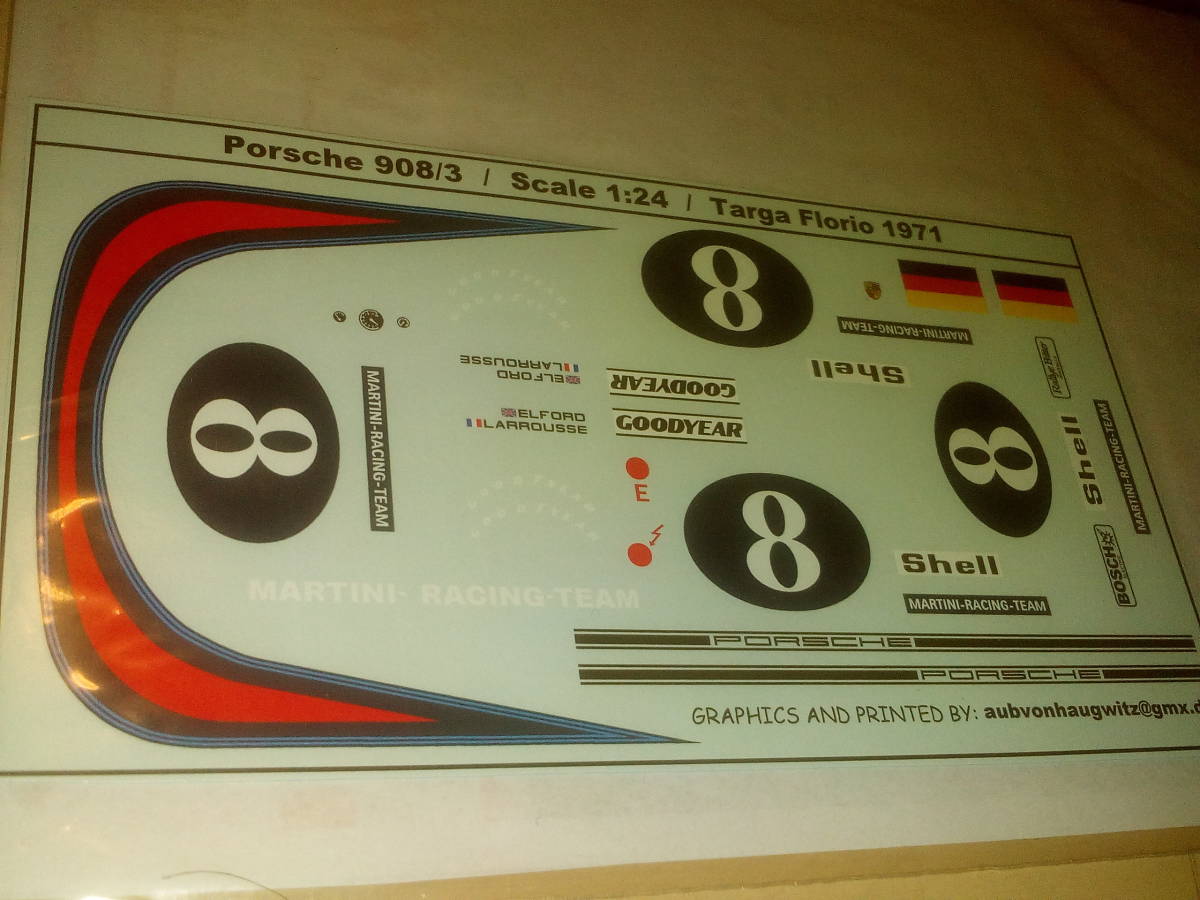 Porsche 908/3 / Scale 1:24 / Targa Florio 1971
8
MARTINI-RACING-TEAM
Shell
8
MARTINI-RACING-TEAM
ELFORD
LARROUSSE
GOODYEAR
ELFORD
LARROUSSE
GOODYEAR
8
Shell
MARTINI-RACING-TEAM
E
8
Shell
MARTINI-RACING-TEAM
BOSCH
MARTINI- RACING-TEAM
PORSCHE
PORSCHE
GRAPHICS AND PRINTED BY: aubvonhaugwitz@gmx.d